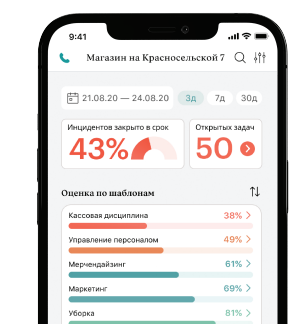 9:41
Магазин на Красносельской 7
21.08.20 — 24.08.20 3д 7д 30д
Инцидентов закрыто в срок
43%
Открытых задач
50
Оценка по шаблонам
Кассовая дисциплина 38%
Управление персоналом 49%
Мерчендайзинг 61%
Маркетинг 69%
Уборка 81%